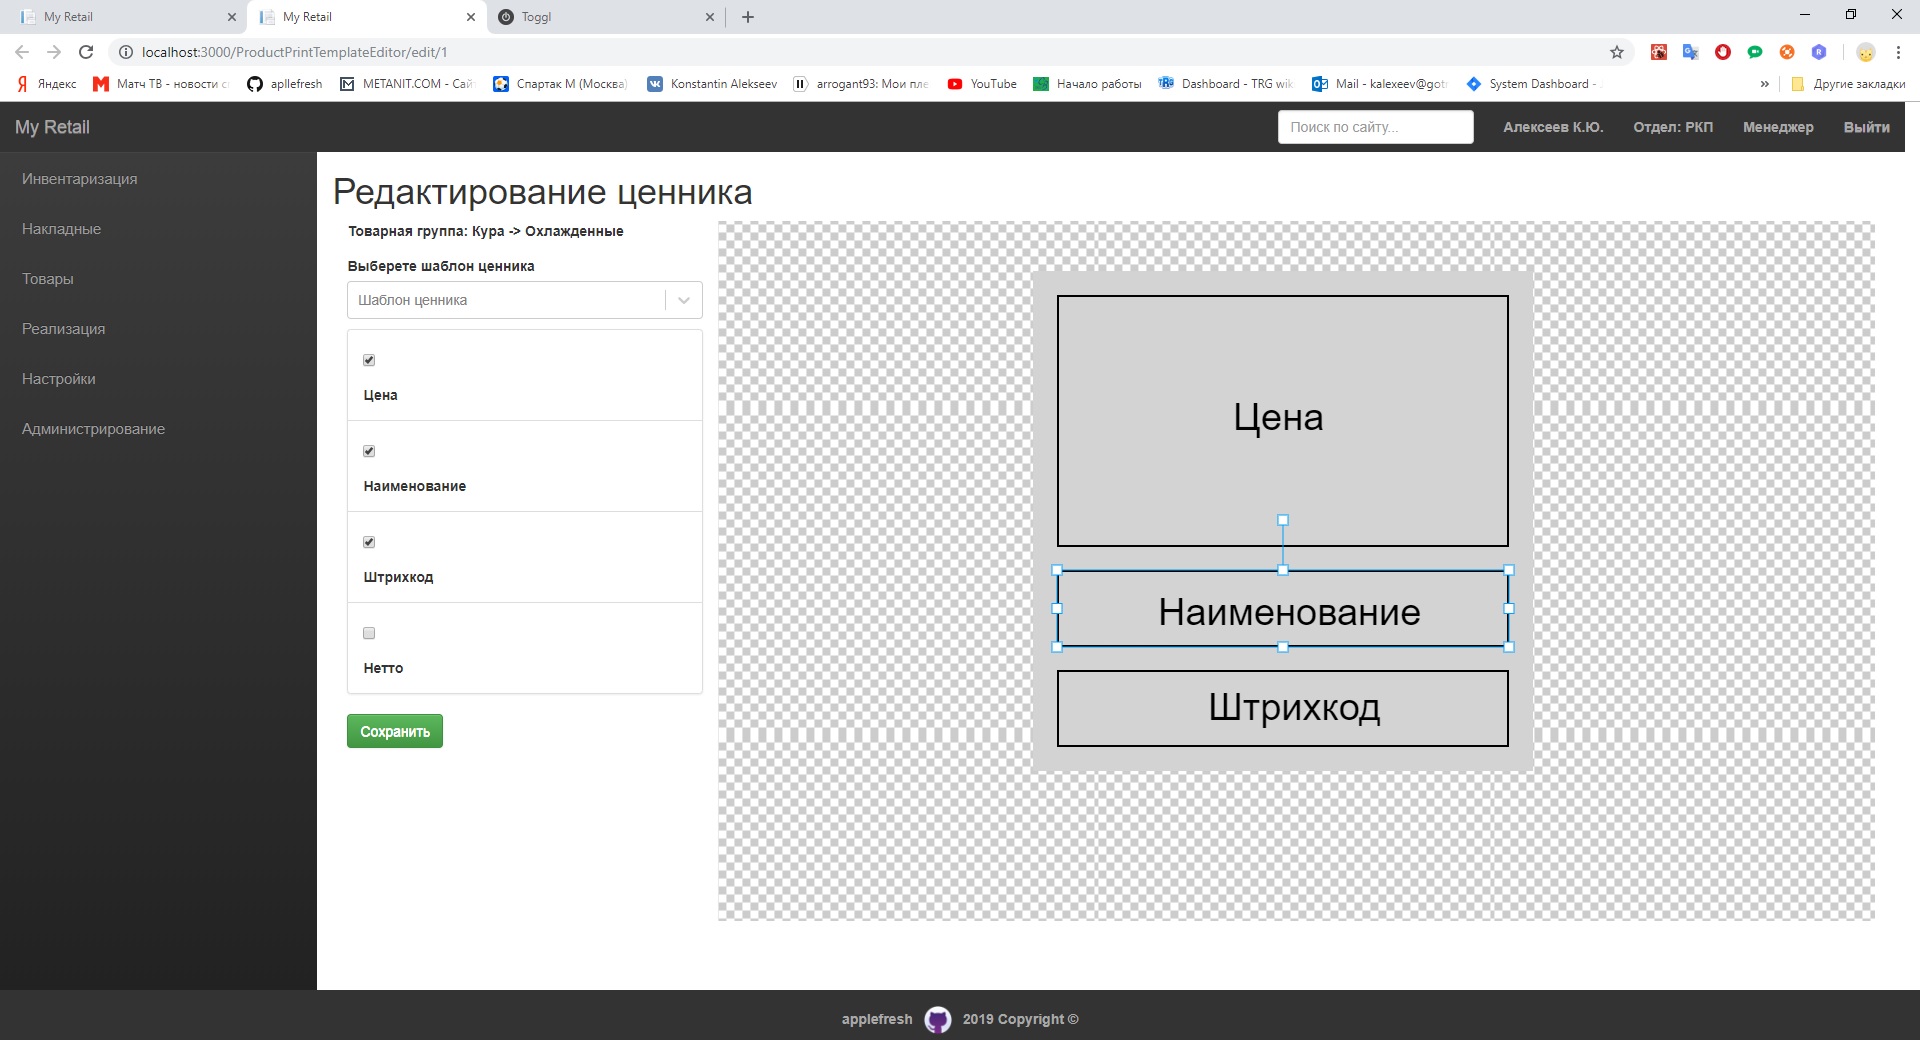 My Retail
My Retail
Toggl
localhost:3000/ProductPrintTemplateEditor/edit/1
Яндекс
Матч ТВ - новости с
apllefresh
METANIT.COM - Сай
Спартак М (Москва)
Konstantin Alekseev
arrogant93: Мои пле
YouTube
Начало работы
Dashboard - TRG wik
Mail - kalexeev@gotr
System Dashboard -
»
Другие закладки
My Retail
Поиск по сайту...
Алексеев К.Ю.
Отдел: РКП
Менеджер
Выйти
Инвентаризация
Накладные
Товары
Реализация
Настройки
Администрирование
Редактирование ценника
Товарная группа: Кура -> Охлажденные
Выберете шаблон ценника
Шаблон ценника
Цена
Наименование
Штрихкод
Нетто
Сохранить
Цена
Наименование
Штрихкод
applefresh 2019 Copyright ©